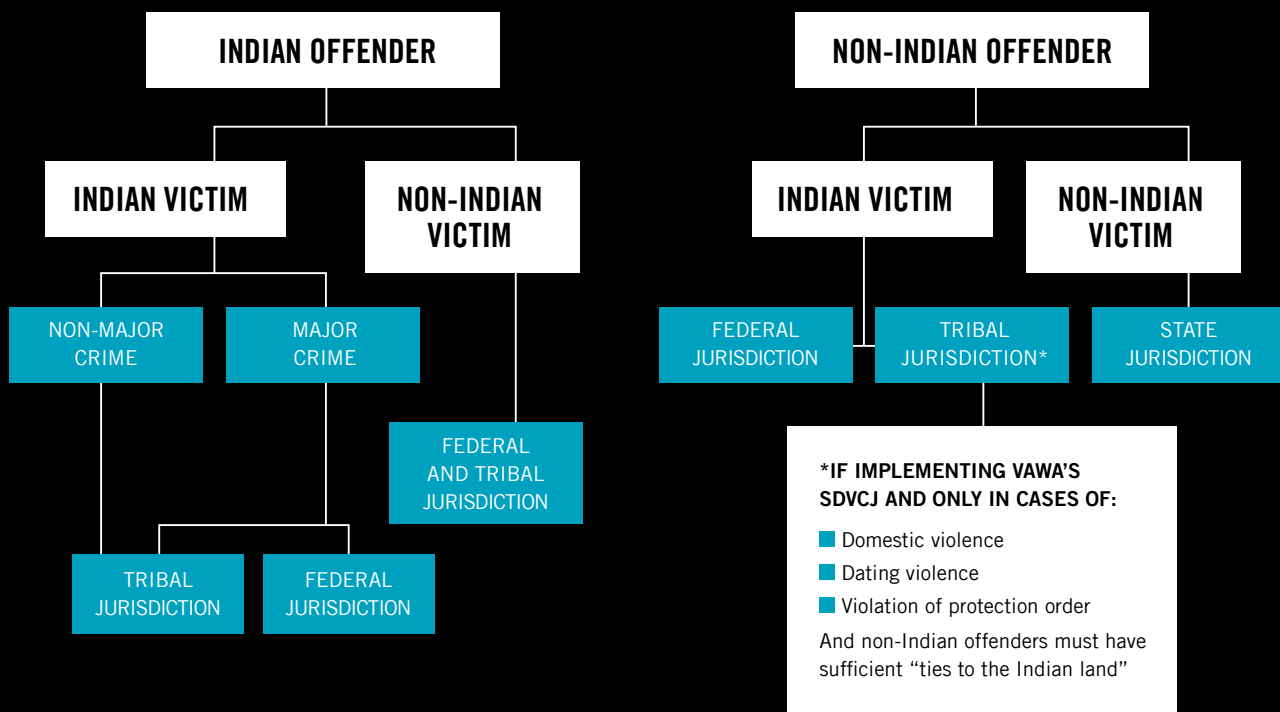 INDIAN OFFENDER
INDIAN VICTIM
NON-INDIAN
VICTIM
NON-MAJOR
CRIME
MAJOR
CRIME
FEDERAL
AND TRIBAL
JURISDICTION
TRIBAL
JURISDICTION
FEDERAL
JURISDICTION
NON-INDIAN OFFENDER
INDIAN VICTIM
NON-INDIAN
VICTIM
FEDERAL
JURISDICTION
TRIBAL
JURISDICTION*
STATE
JURISDICTION
*IF IMPLEMENTING VAWA'S
SDVCJ AND ONLY IN CASES OF:
Domestic violence
Dating violence
Violation of protection order
And non-Indian offenders must have
sufficient “ties to the Indian land”